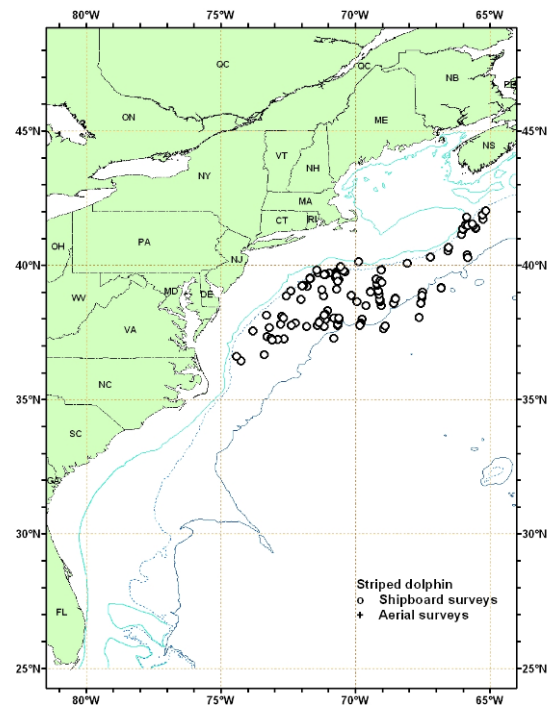 80°W 75°W 70°W 65°W
QC QC
NB
PE
ON
ME
45°N 45°N
NS
VT
NH
NY
MA
CT RI
PA
OH
NJ
40°N 40°N
MD
DE
WV
VA
NC
35°N 35°N
SC
GA
30°N 30°N
Striped dolphin
Shipboard surveys
FL
Aerial surveys
25°N 25°N
80°W 75°W 70°W 65°W